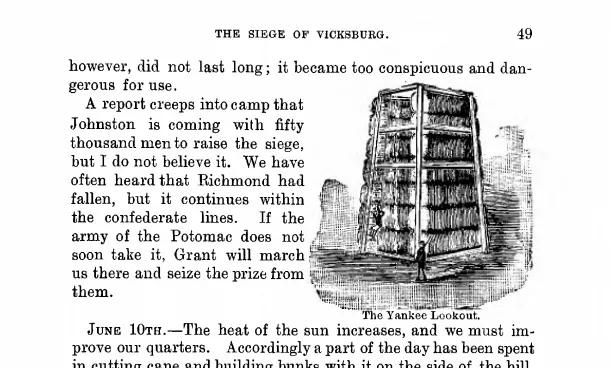 THE SIEGE OF VICKSBURG. 49
however, did not last long; it became too conspicuous and dan-
gerous for use.
A report creeps into camp that
Johnston is coming with fifty
thousand men to raise the siege,
but I do not believe it. We have
often heard that Richmond had
fallen, but it continues within
the confederate lines. If the
army of the Potomac does not
soon take it, Grant will march
us there and seize the prize from
them.
The Yankee Lookout.
JUNE 10TH.—The heat of the sun increases, and we must im-
prove our quarters. Accordingly a part of the day has been spent
in cutting cane and building bunks with it on the side of the hill.